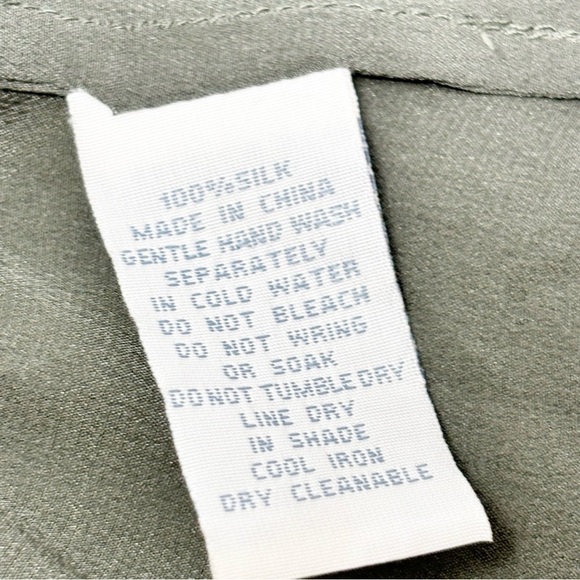 100%SILK
MADE IN CHINA
GENTLE HAND WASH
SEPARATELY
IN COLD WATER
DO NOT BLEACH
DO NOT WRING
OR SOAK
DO NOT TUMBLE DRY
LINE DRY
IN SHADE
COOL IRON
DRY CLEANABLE